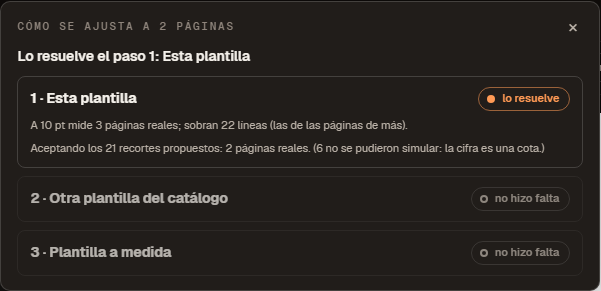 CÓMO SE AJUSTA A 2 PÁGINAS
×
Lo resuelve el paso 1: Esta plantilla
1 · Esta plantilla
lo resuelve
A 10 pt mide 3 páginas reales; sobran 22 líneas (las de las páginas de más).
Aceptando los 21 recortes propuestos: 2 páginas reales. (6 no se pudieron simular: la cifra es una cota.)
2 · Otra plantilla del catálogo
no hizo falta
3 · Plantilla a medida
no hizo falta